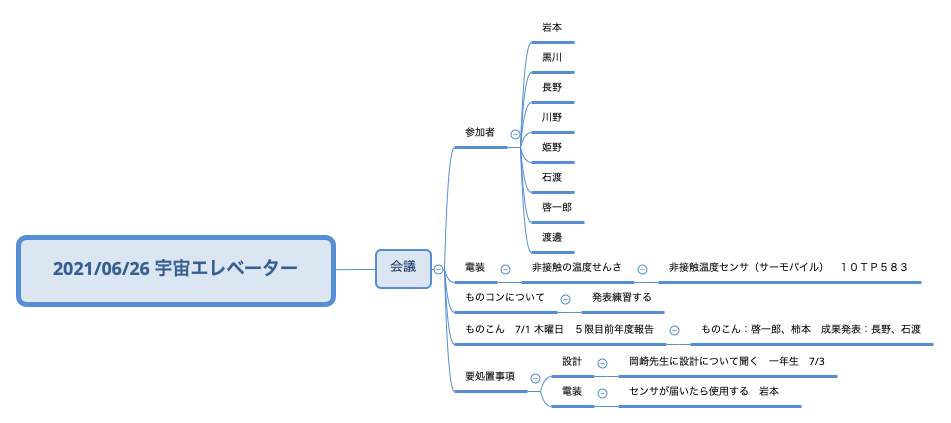 2021/06/26 宇宙エレベーター
会議
参加者
岩本
黒川
長野
川野
姫野
石渡
啓一郎
渡邊
電装
非接触の温度せんさ
非接触温度センサ（サーモパイル）　１０ＴＰ５８３
ものコンについて
発表練習する
ものこん　7/1 木曜日　５限目前年度報告
ものこん：啓一郎、柿本　成果発表：長野、石渡
要処置事項
設計
岡崎先生に設計について聞く　一年生　7/3
電装
センサが届いたら使用する　岩本